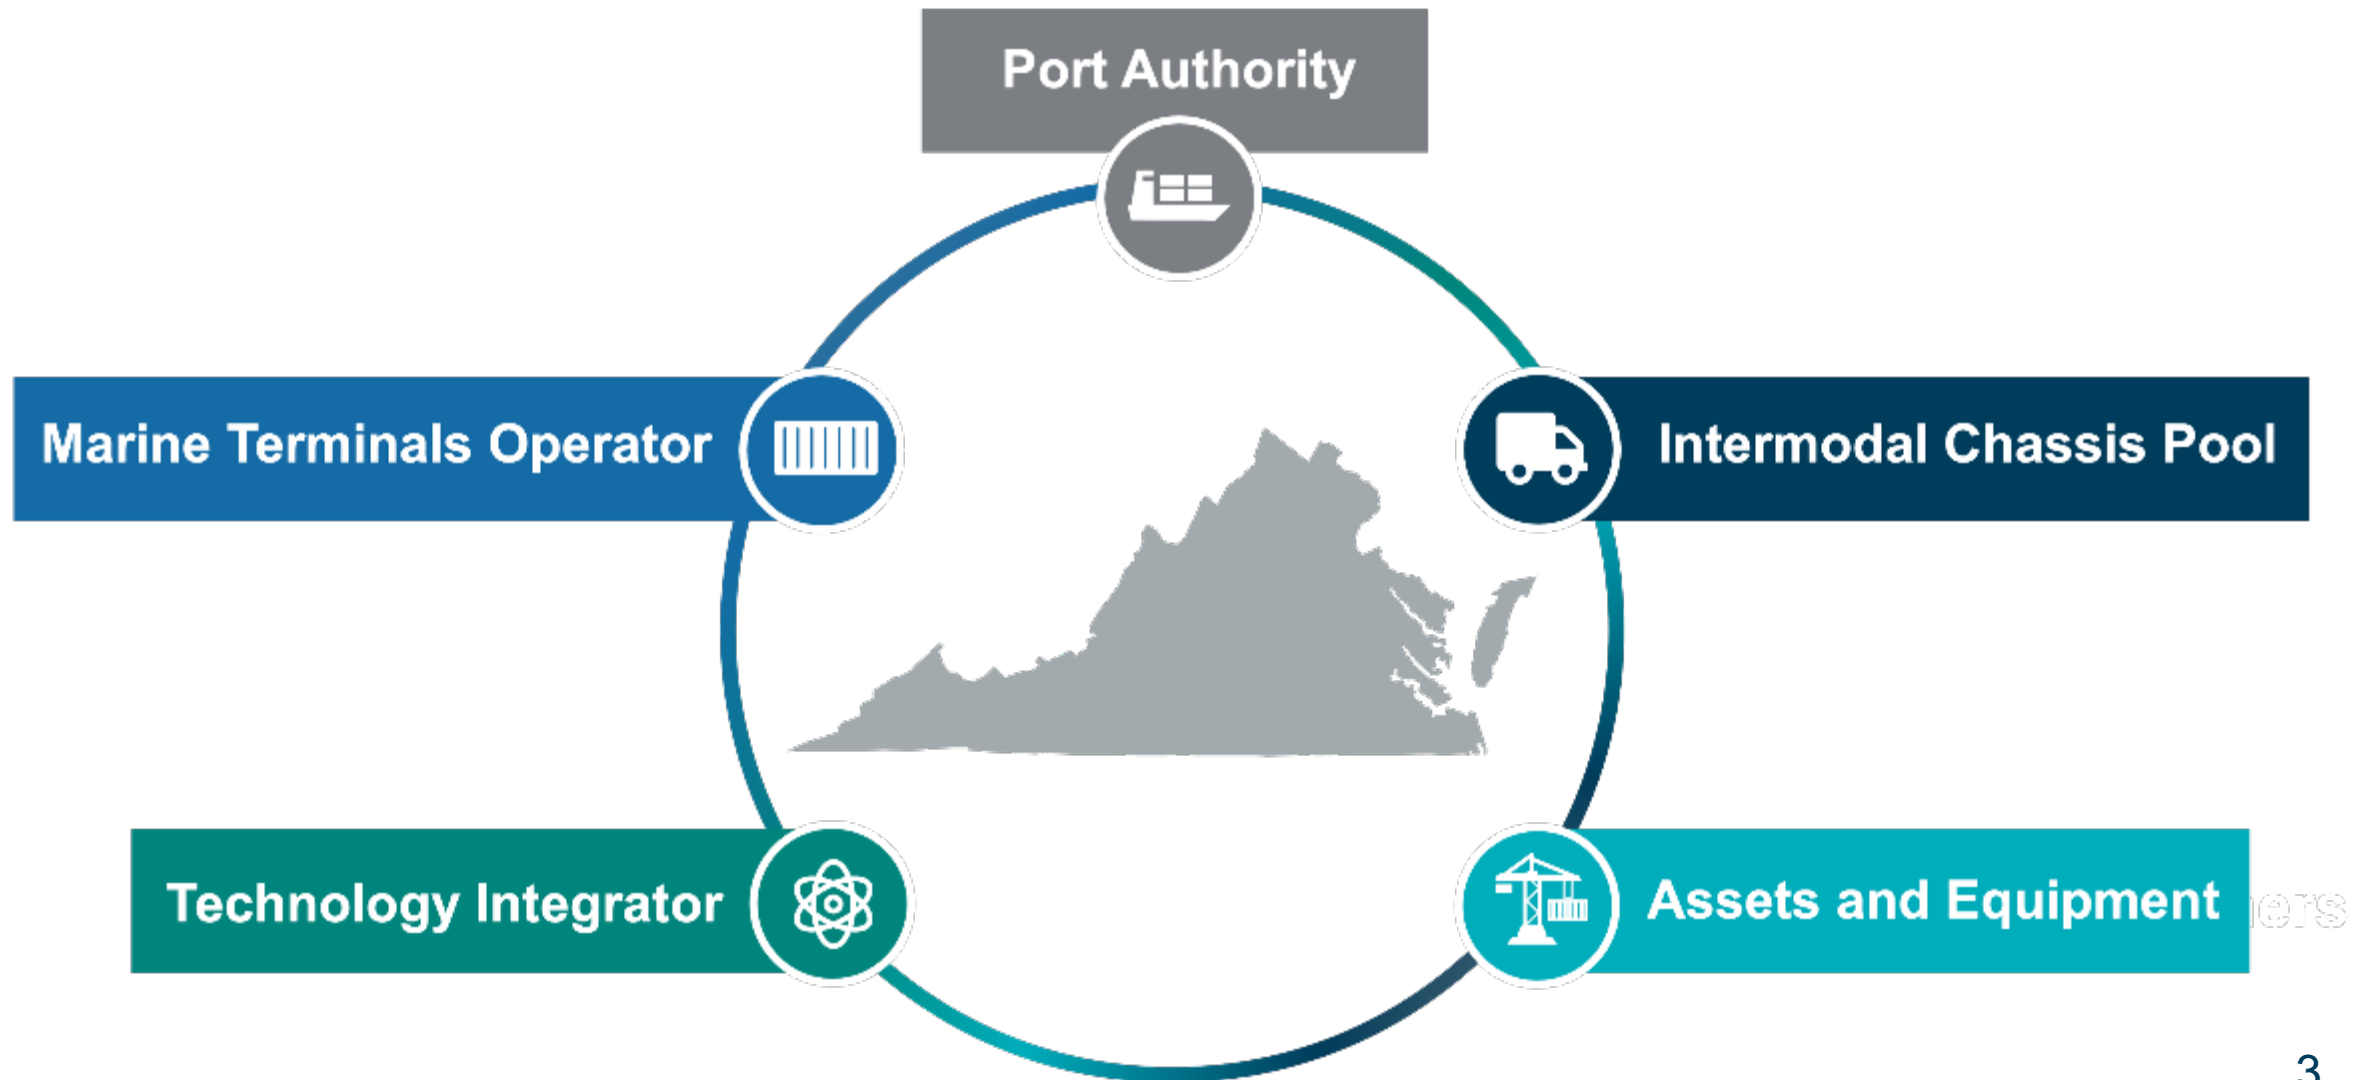 Port Authority
Marine Terminals Operator
Intermodal Chassis Pool
Technology Integrator
Assets and Equipment
3